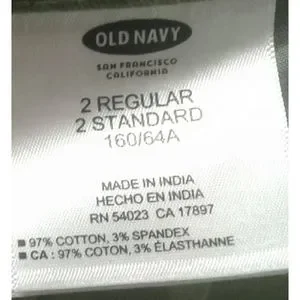 OLD NAVY
SAN FRANCISCO
CALIFORNIA
2 REGULAR
2 STANDARD
160/64A
MADE IN INDIA
HECHO EN INDIA
RN 54023 CA 17897
■ 97% COTTON, 3% SPANDEX
■ CA : 97% COTON, 3% ÉLASTHANNE